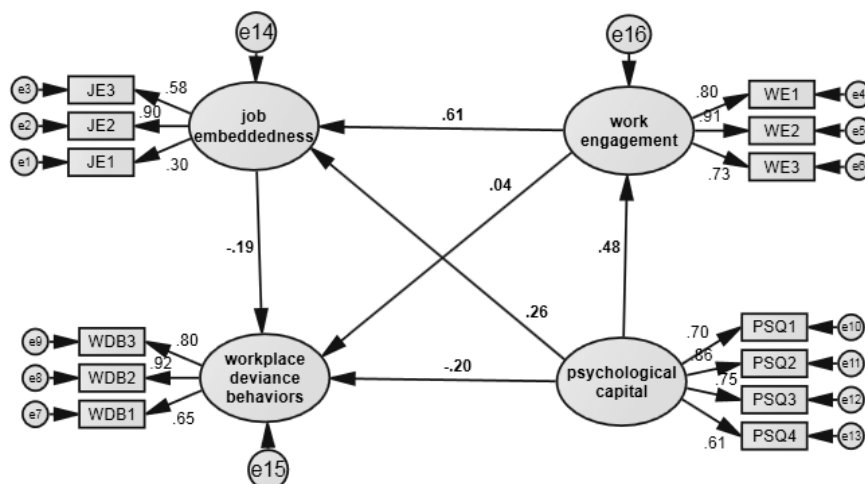 e14
e16
e3
JE3
.58
e2
JE2
.90
e1
JE1
.30
job
embeddedness
.61
work
engagement
.80
WE1
e4
.91
WE2
e5
.73
WE3
e6
.04
-.19
.48
.26
e9
WDB3
.80
e8
WDB2
.92
e7
WDB1
.65
workplace
deviance
behaviors
-.20
psychological
capital
.70
PSQ1
e10
.86
PSQ2
e11
.75
PSQ3
e12
.61
PSQ4
e13
e15